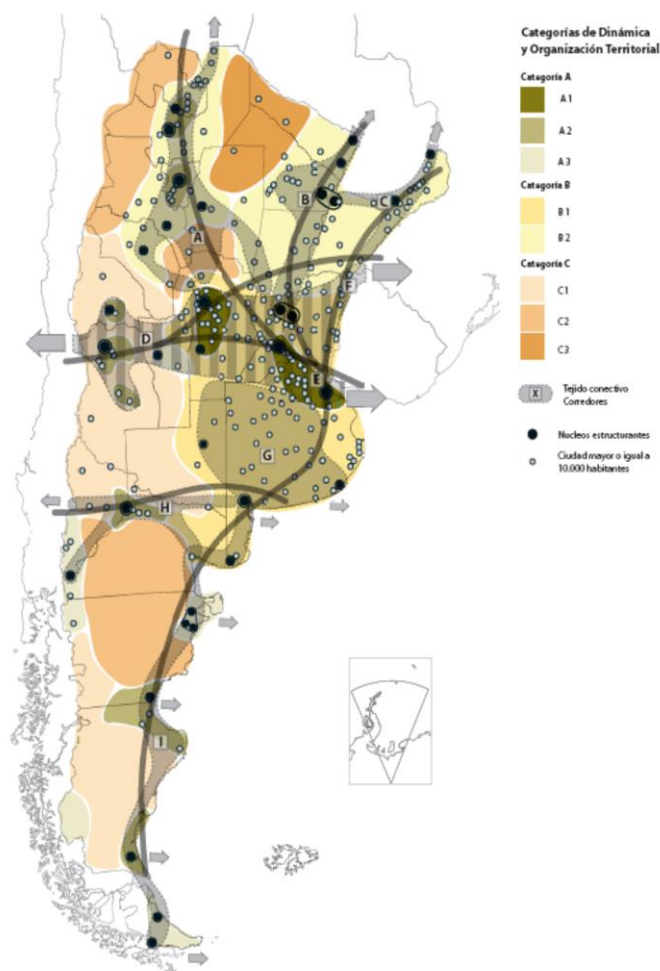 Categorías de Dinámica
y Organización Territorial
Categoría A
A 1
A 2
A 3
Categoría B
B 1
B 2
Categoría C
C1
C2
C3
X
Tejido conectivo
Corredores
Nucleos estructurantes
Ciudad mayor o igual a
10.000 habitantes
A
B
C
D
E
F
G
H
I